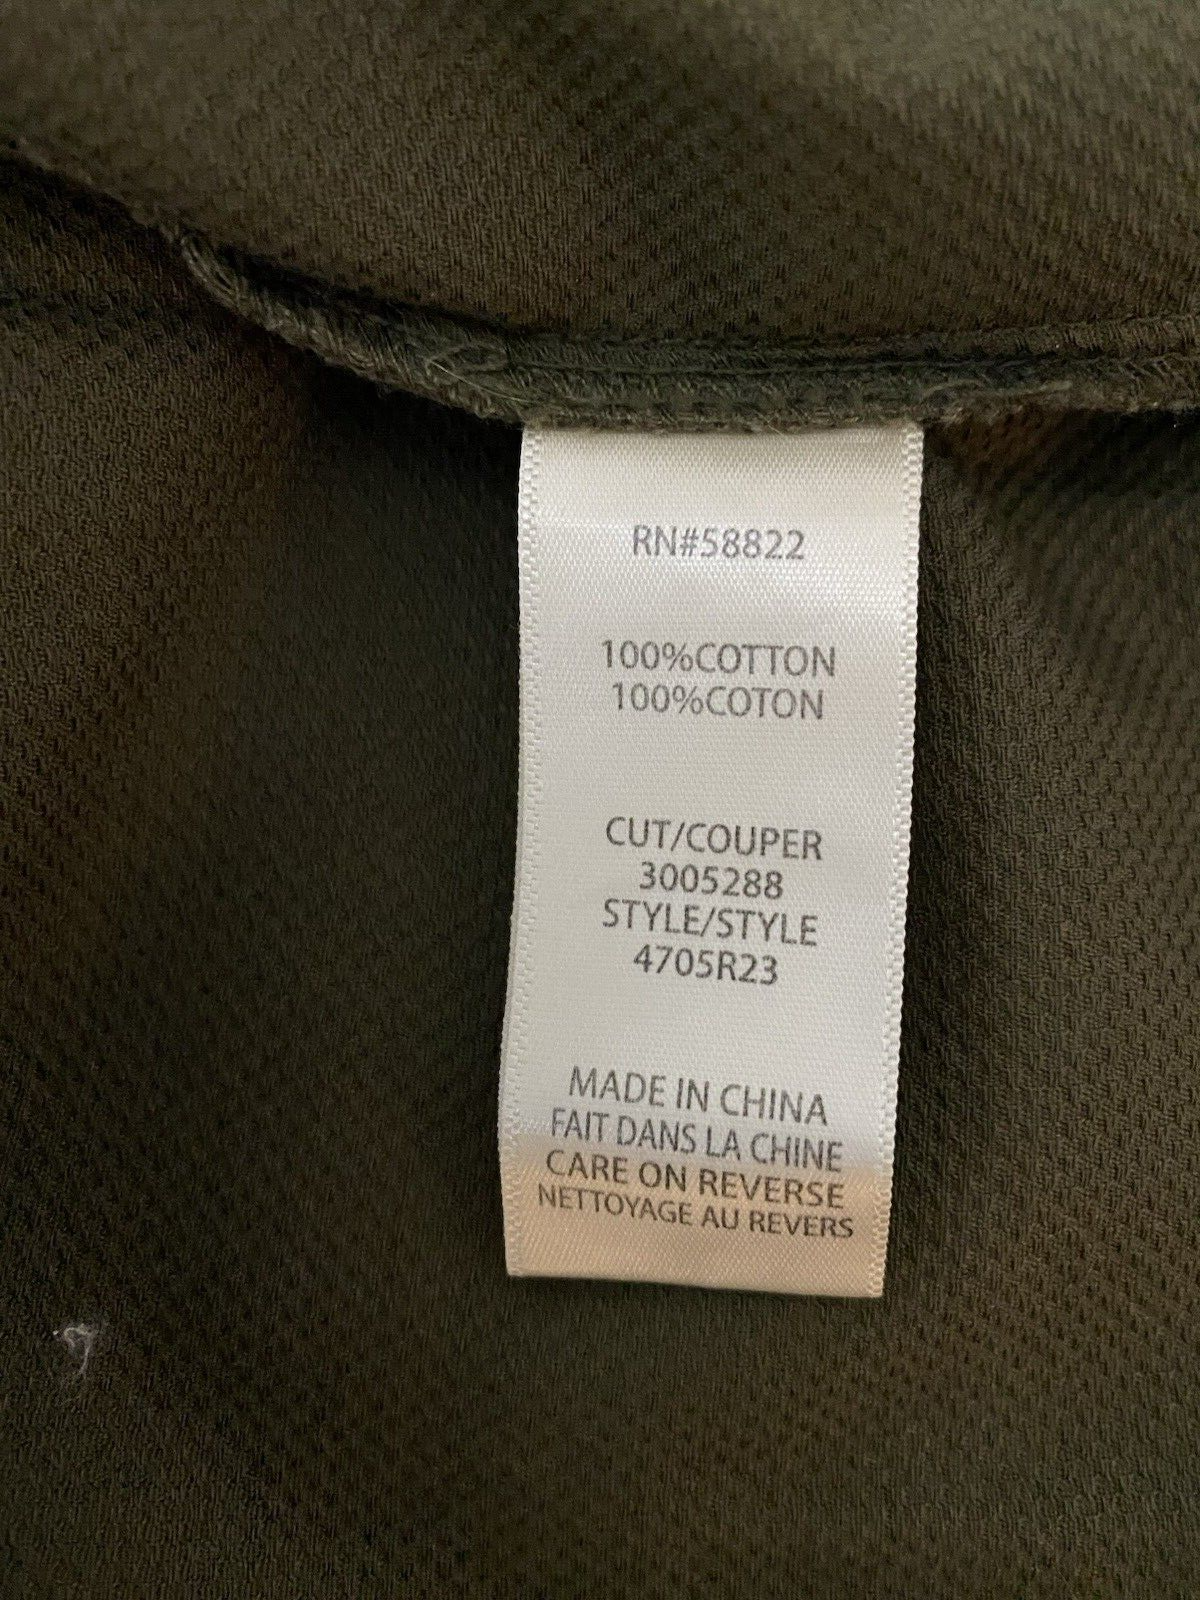 RN#58822
100%COTTON
100%COTON
CUT/COUPER
3005288
STYLE/STYLE
4705R23
MADE IN CHINA
FAIT DANS LA CHINE
CARE ON REVERSE
NETTOYAGE AU REVERS